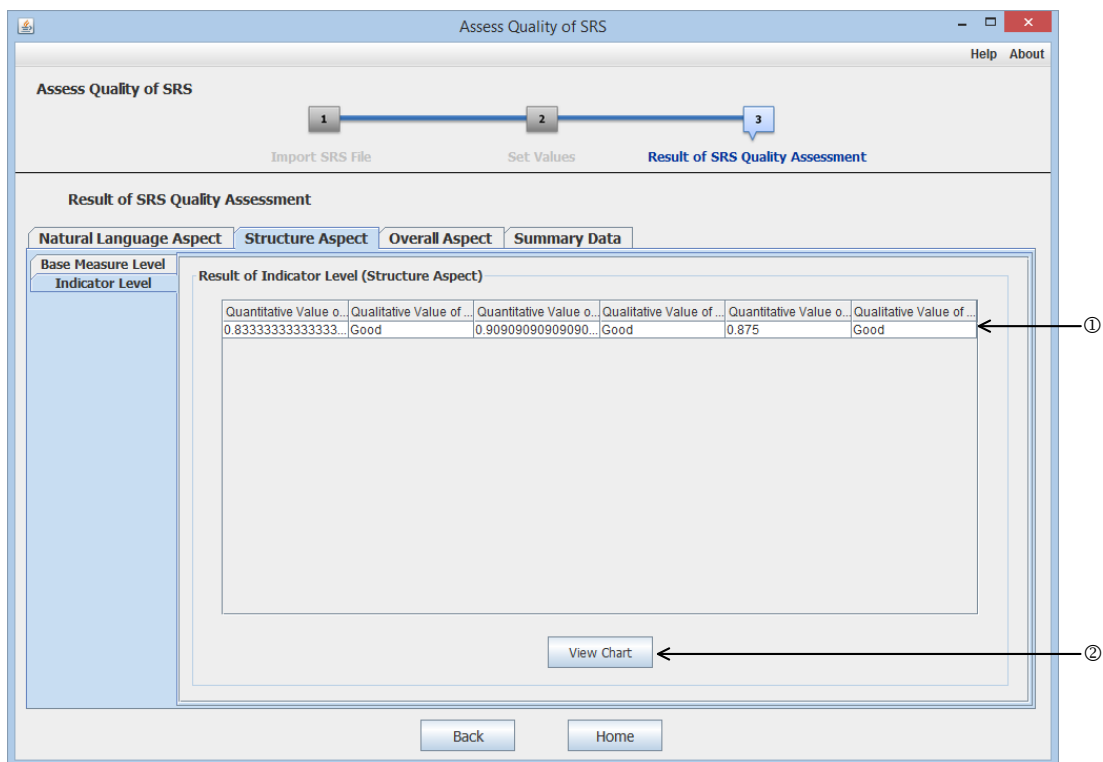 Assess Quality of SRS
Help About
Assess Quality of SRS
1 2 3
Import SRS File Set Values Result of SRS Quality Assessment
Result of SRS Quality Assessment
Natural Language Aspect Structure Aspect Overall Aspect Summary Data
Base Measure Level
Indicator Level
Result of Indicator Level (Structure Aspect)
Quantitative Value o... Qualitative Value of ... Quantitative Value o... Qualitative Value of ... Quantitative Value o... Qualitative Value of ...
0.83333333333333... Good 0.90909090909090... Good 0.875 Good
①
View Chart
②
Back Home